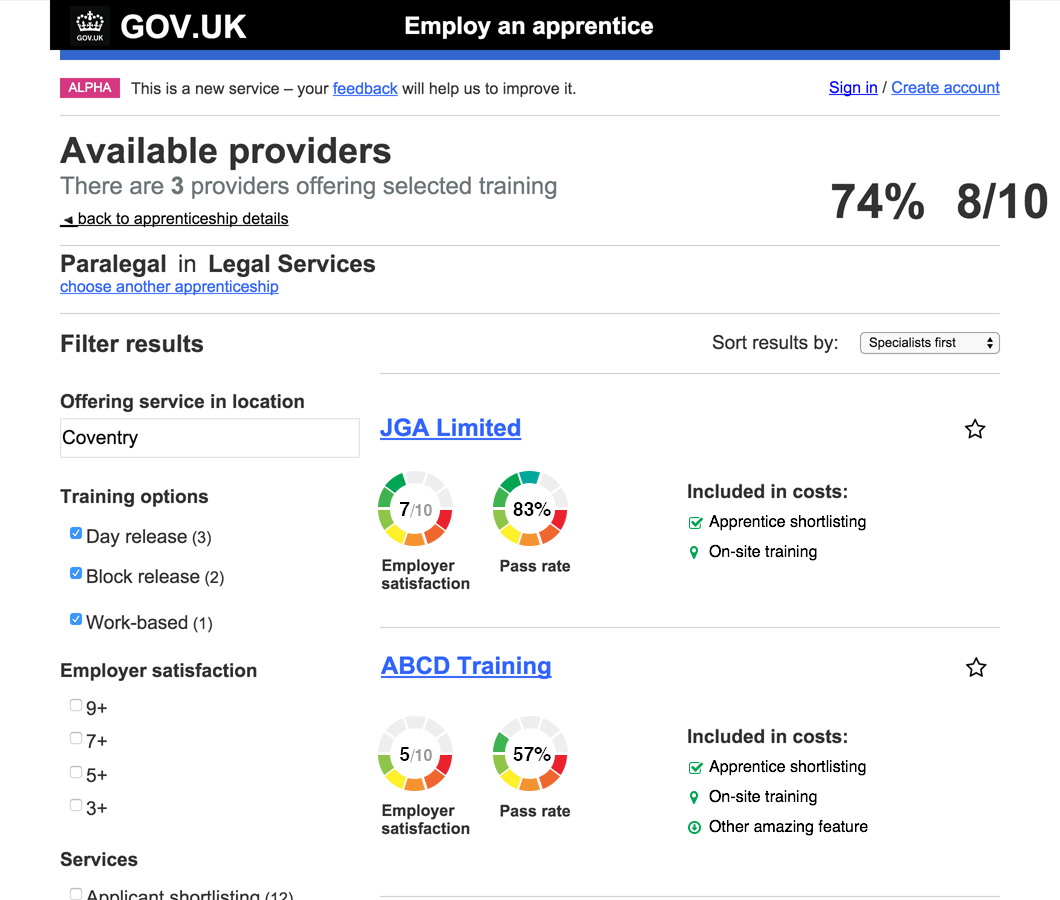 GOV.UK GOV.UK Employ an apprentice
ALPHA This is a new service – your feedback will help us to improve it. Sign in / Create account
Available providers
There are 3 providers offering selected training
74% 8/10
◄ back to apprenticeship details
Paralegal in Legal Services
choose another apprenticeship
Filter results
Sort results by: Specialists first
Offering service in location
Coventry
Training options
Day release (3)
Block release (2)
Work-based (1)
Employer satisfaction
9+
7+
5+
3+
Services
Applicant shortlisting (12)
JGA Limited
7/10 83%
Employer satisfaction
Pass rate
Included in costs:
Apprentice shortlisting
On-site training
ABCD Training
5/10 57%
Employer satisfaction
Pass rate
Included in costs:
Apprentice shortlisting
On-site training
Other amazing feature